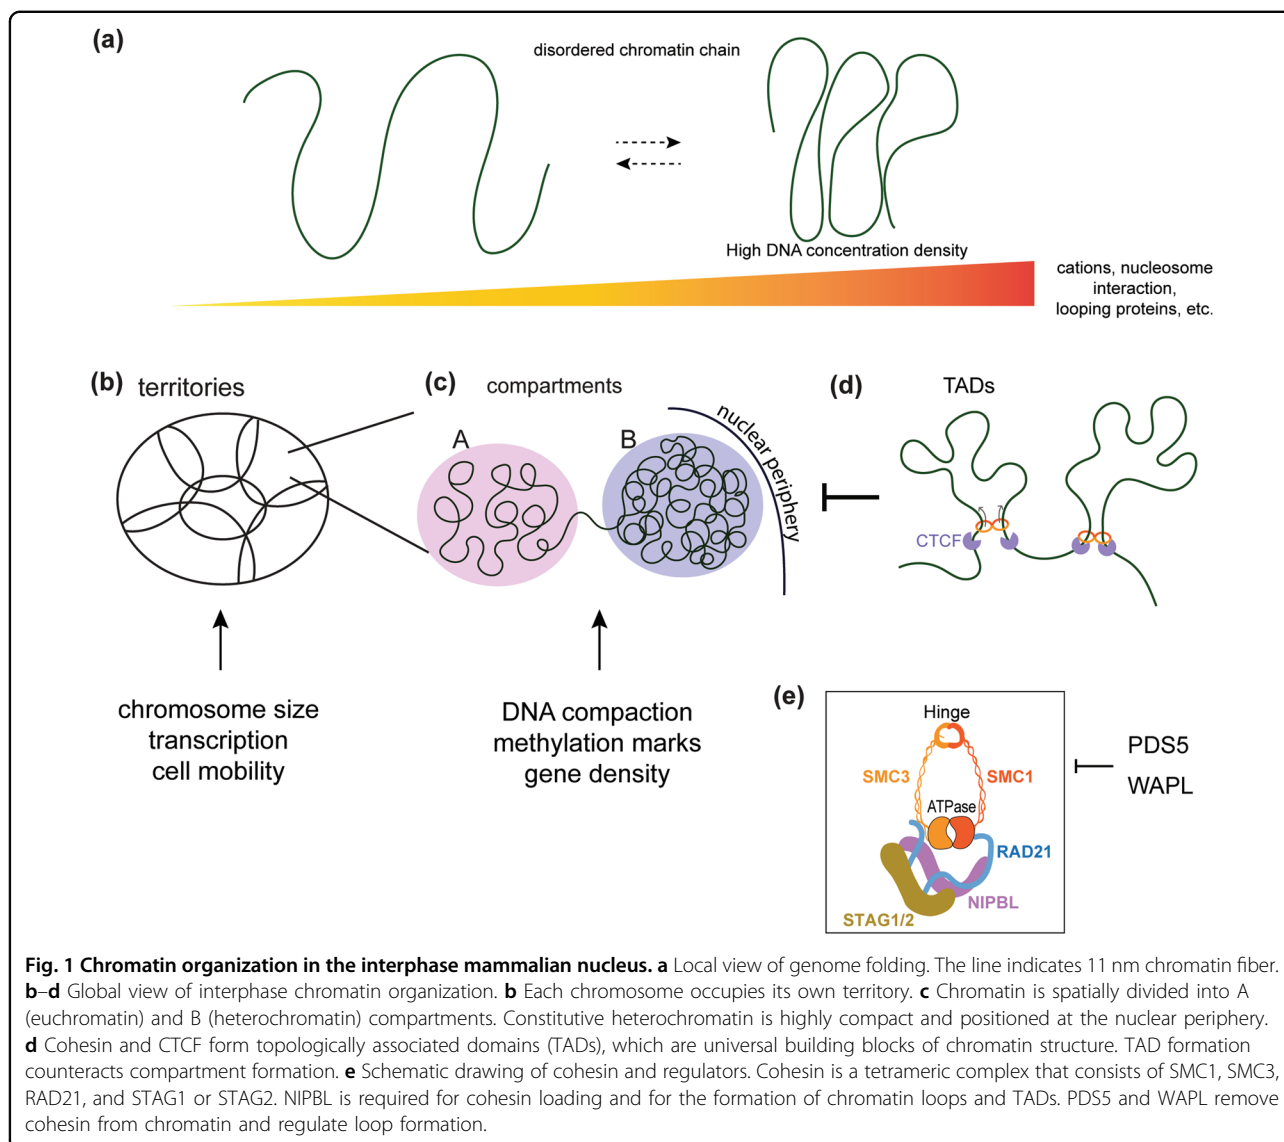 (a)
disordered chromatin chain
High DNA concentration density
cations, nucleosome
interaction,
looping proteins, etc.
(b) territories
(c) compartments
A
B
nuclear periphery
(d) TADs
CTCF
chromosome size
transcription
cell mobility
DNA compaction
methylation marks
gene density
(e)
Hinge
SMC3
SMC1
ATPase
RAD21
NIPBL
STAG1/2
PDS5
WAPL
Fig. 1 Chromatin organization in the interphase mammalian nucleus. a Local view of genome folding. The line indicates 11 nm chromatin fiber.
b–d Global view of interphase chromatin organization. b Each chromosome occupies its own territory. c Chromatin is spatially divided into A
(euchromatin) and B (heterochromatin) compartments. Constitutive heterochromatin is highly compact and positioned at the nuclear periphery.
d Cohesin and CTCF form topologically associated domains (TADs), which are universal building blocks of chromatin structure. TAD formation
counteracts compartment formation. e Schematic drawing of cohesin and regulators. Cohesin is a tetrameric complex that consists of SMC1, SMC3,
RAD21, and STAG1 or STAG2. NIPBL is required for cohesin loading and for the formation of chromatin loops and TADs. PDS5 and WAPL remove
cohesin from chromatin and regulate loop formation.